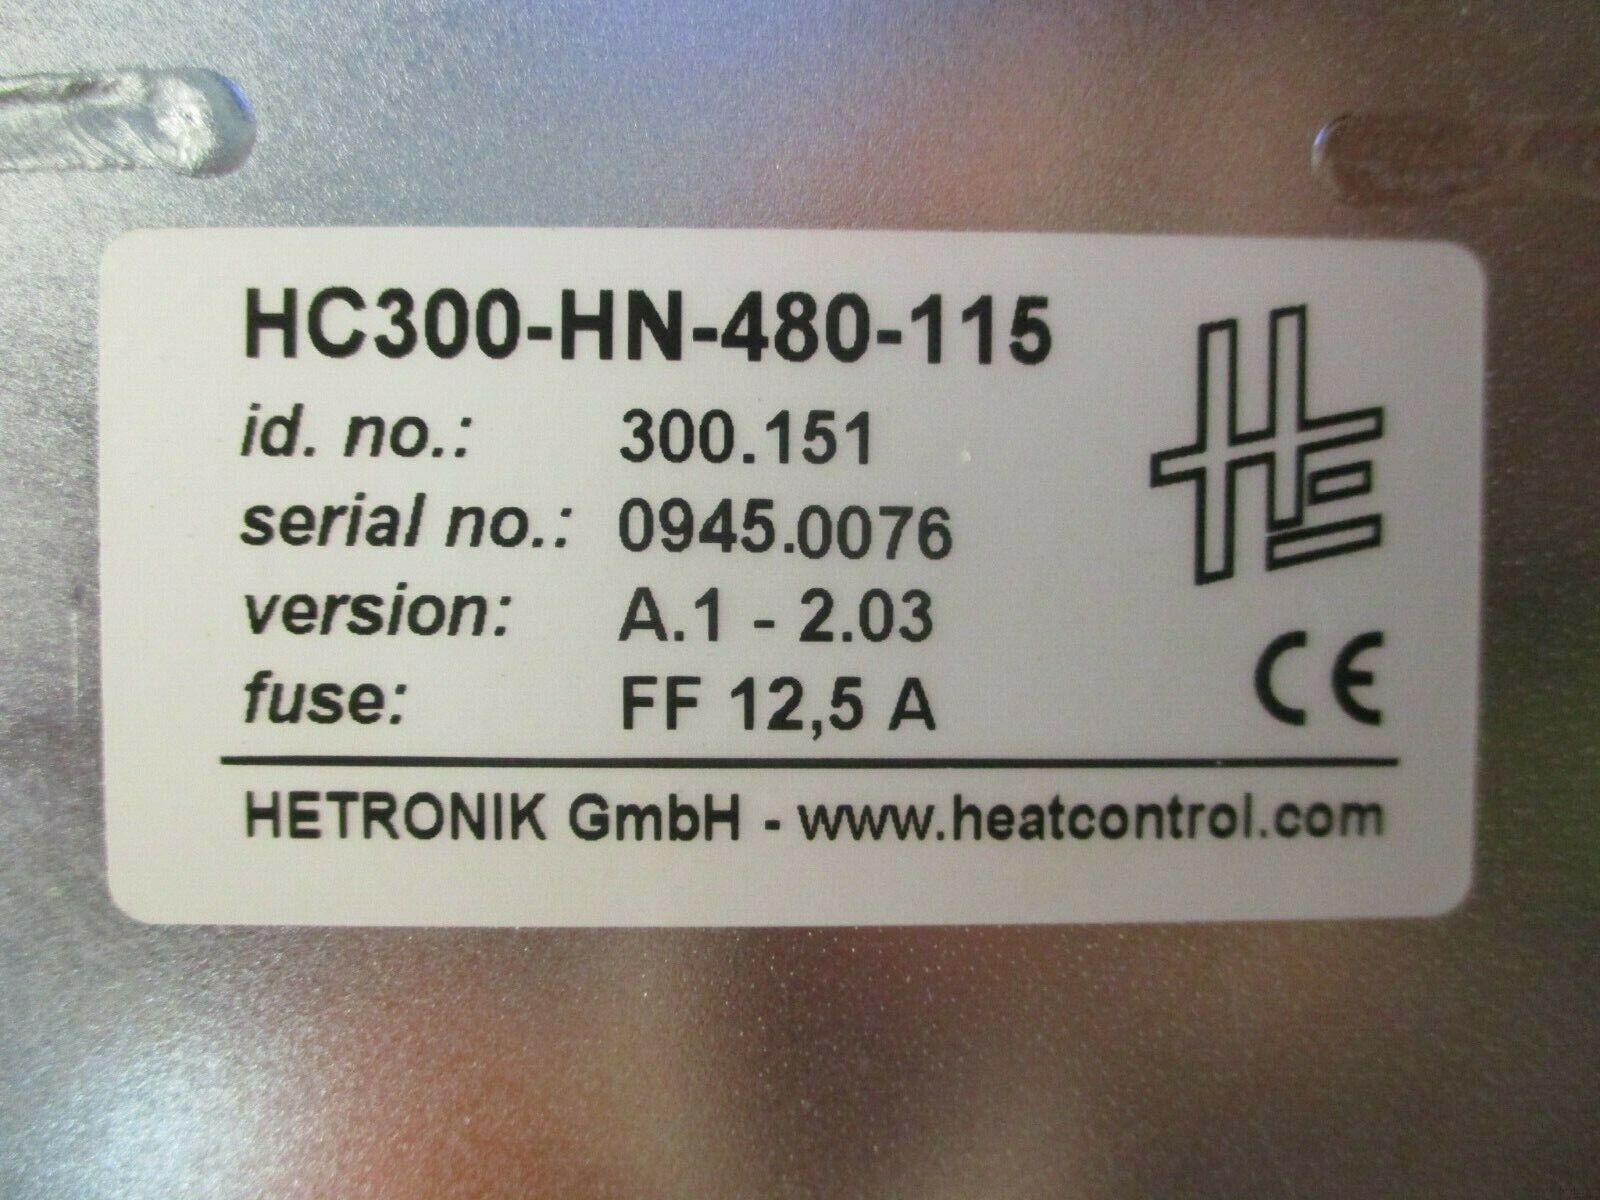 HC300-HN-480-115
id. no.: 300.151
serial no.: 0945.0076
version: A.1 - 2.03
fuse: FF 12,5 A
HE
CE
HETRONIK GmbH - www.heatcontrol.com